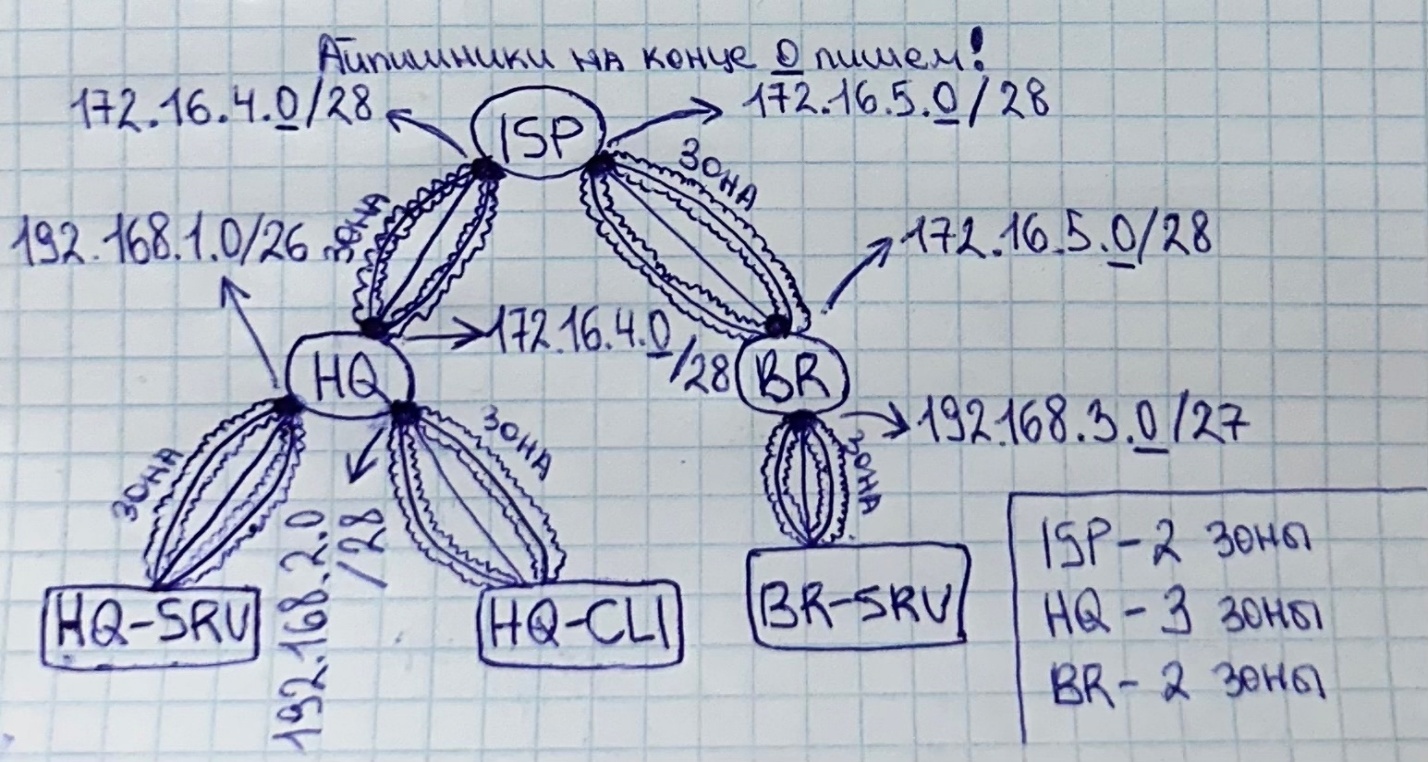 Айпишники на конце 0 пишем!
172.16.4.0/28
ISP
172.16.5.0/28
ЗОНА
ЗОНА
192.168.1.0/26
172.16.5.0/28
172.16.4.0/28
HQ
BR
192.168.3.0/27
ЗОНА
ЗОНА
ЗОНА
192.168.2.0/28
HQ-SRV
HQ-CLI
BR-SRV
ISP-2 зоны
HQ-3 зоны
BR-2 зоны